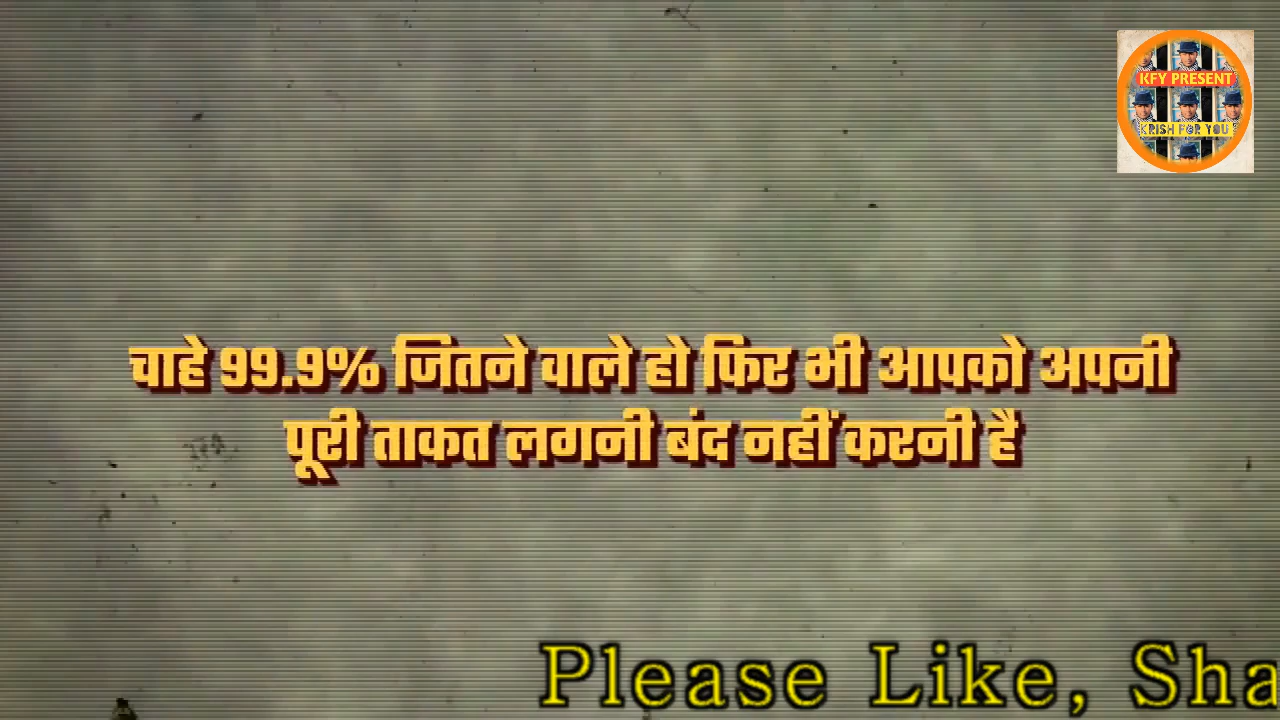 KFY PRESENT
KRISH FOR YOU
चाहे 99.9% जितने वाले हो फिर भी आपको अपनी
पूरी ताकत लगनी बंद नहीं करनी है
Please Like, Sha